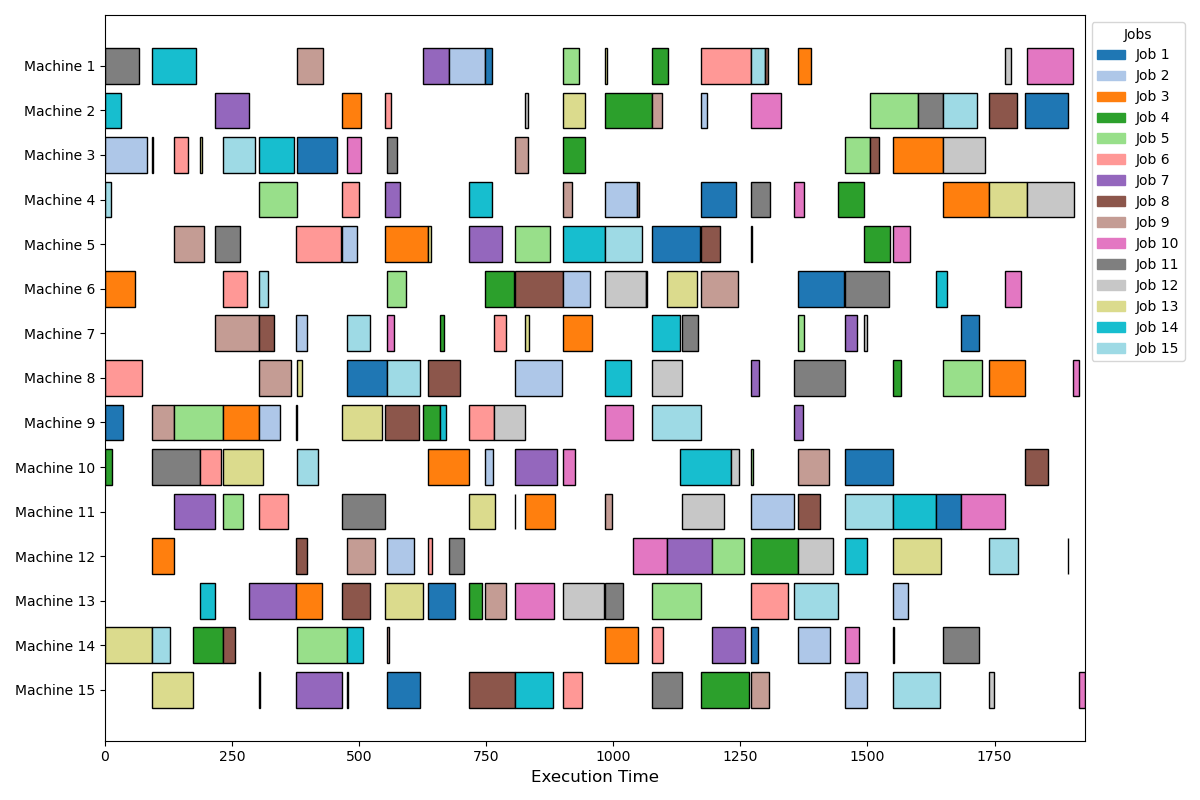 Machine 1
Machine 2
Machine 3
Machine 4
Machine 5
Machine 6
Machine 7
Machine 8
Machine 9
Machine 10
Machine 11
Machine 12
Machine 13
Machine 14
Machine 15
0 250 500 750 1000 1250 1500 1750
Execution Time
Jobs
Job 1
Job 2
Job 3
Job 4
Job 5
Job 6
Job 7
Job 8
Job 9
Job 10
Job 11
Job 12
Job 13
Job 14
Job 15